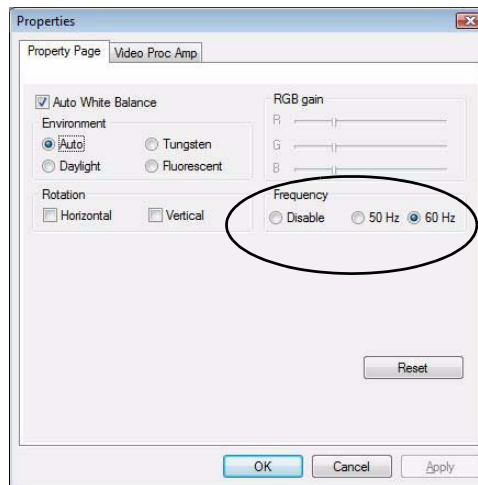 Properties
Property Page Video Proc Amp
Auto White Balance
Environment
Auto Tungsten
Daylight Fluorescent
RGB gain
R
G
B
Rotation
Horizontal Vertical
Frequency
Disable 50 Hz 60 Hz
Reset
OK Cancel Apply